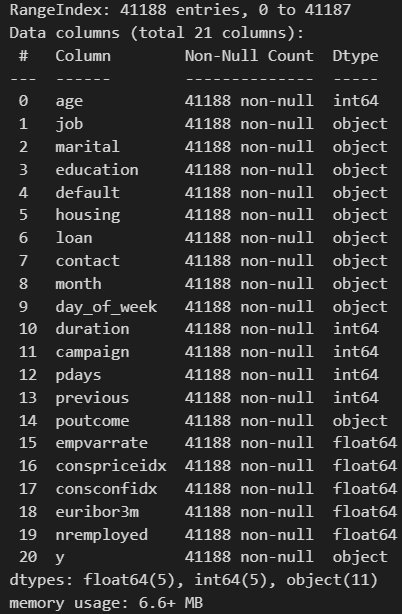 RangeIndex: 41188 entries, 0 to 41187
Data columns (total 21 columns):
 #   Column        Non-Null Count  Dtype
---  ------        --------------  -----
 0   age           41188 non-null  int64
 1   job           41188 non-null  object
 2   marital       41188 non-null  object
 3   education     41188 non-null  object
 4   default       41188 non-null  object
 5   housing       41188 non-null  object
 6   loan          41188 non-null  object
 7   contact       41188 non-null  object
 8   month         41188 non-null  object
 9   day_of_week   41188 non-null  object
 10  duration      41188 non-null  int64
 11  campaign      41188 non-null  int64
 12  pdays         41188 non-null  int64
 13  previous      41188 non-null  int64
 14  poutcome      41188 non-null  object
 15  empvarrate    41188 non-null  float64
 16  conspriceidx  41188 non-null  float64
 17  consconfidx   41188 non-null  float64
 18  euribor3m     41188 non-null  float64
 19  nremployed    41188 non-null  float64
 20  y             41188 non-null  object
dtypes: float64(5), int64(5), object(11)
memory usage: 6.6+ MB